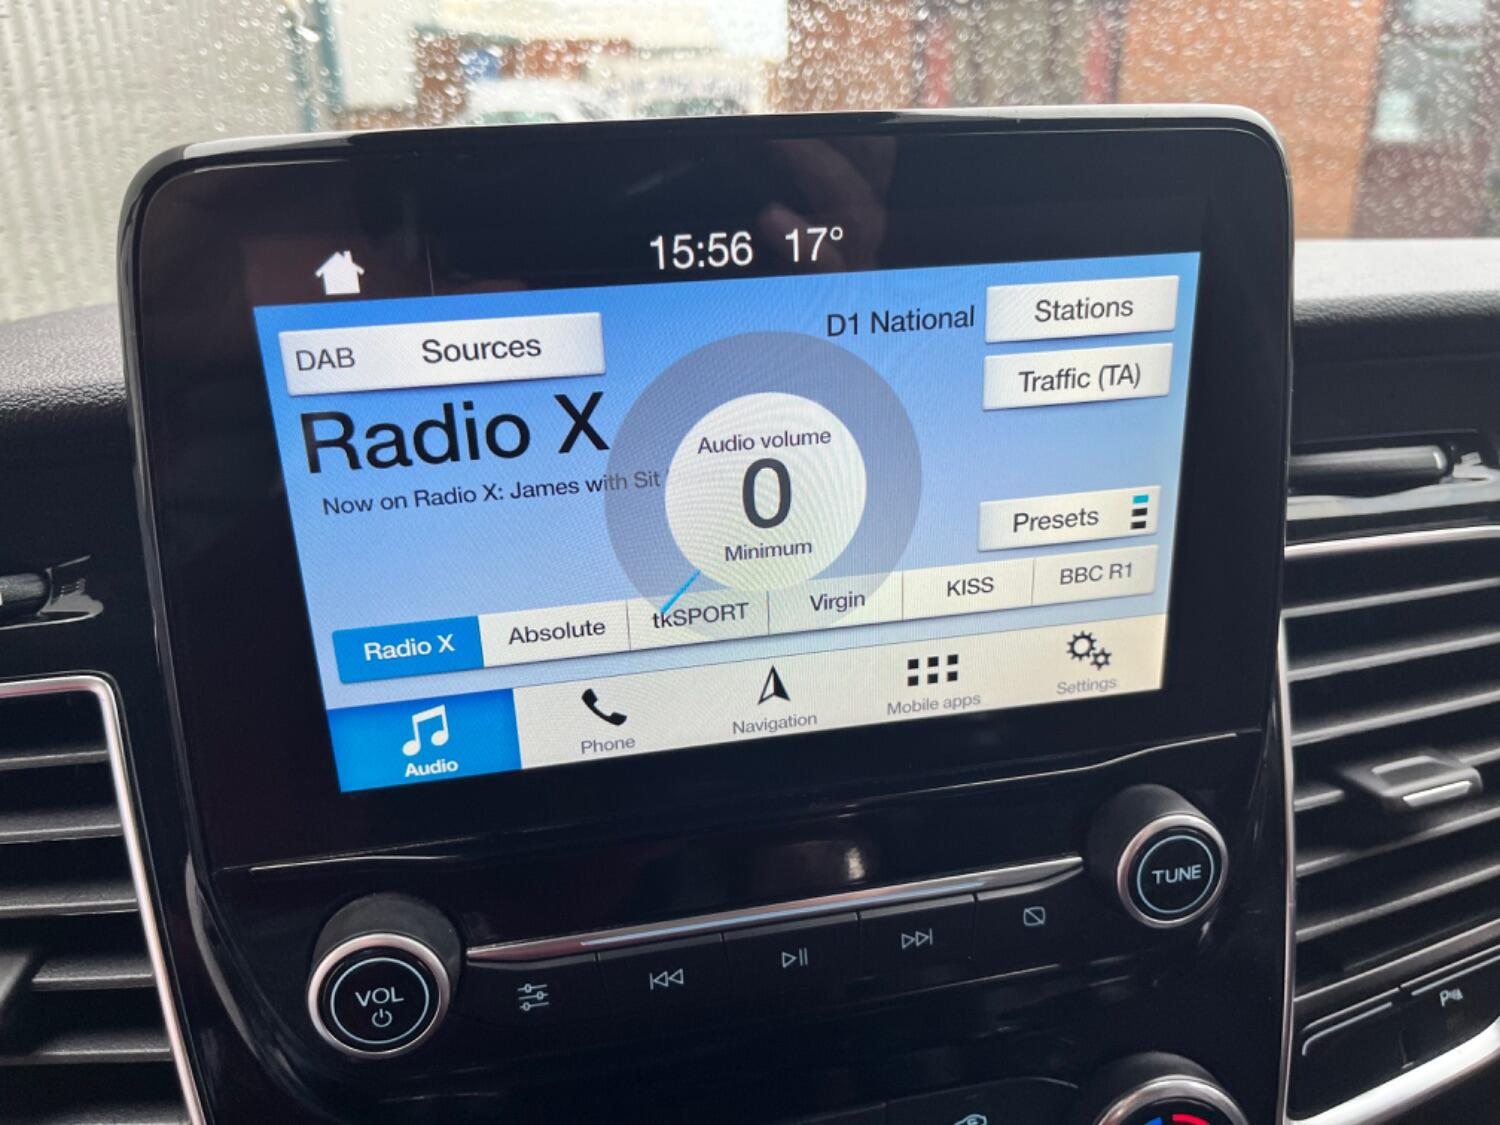 15:56 17°
DAB Sources
D1 National
Stations
Traffic (TA)
Radio X
Now on Radio X: James with Sit
Audio volume
0
Minimum
Presets
Radio X
Absolute
tkSPORT
Virgin
KISS
BBC R1
Audio
Phone
Navigation
Mobile apps
Settings
VOL
TUNE